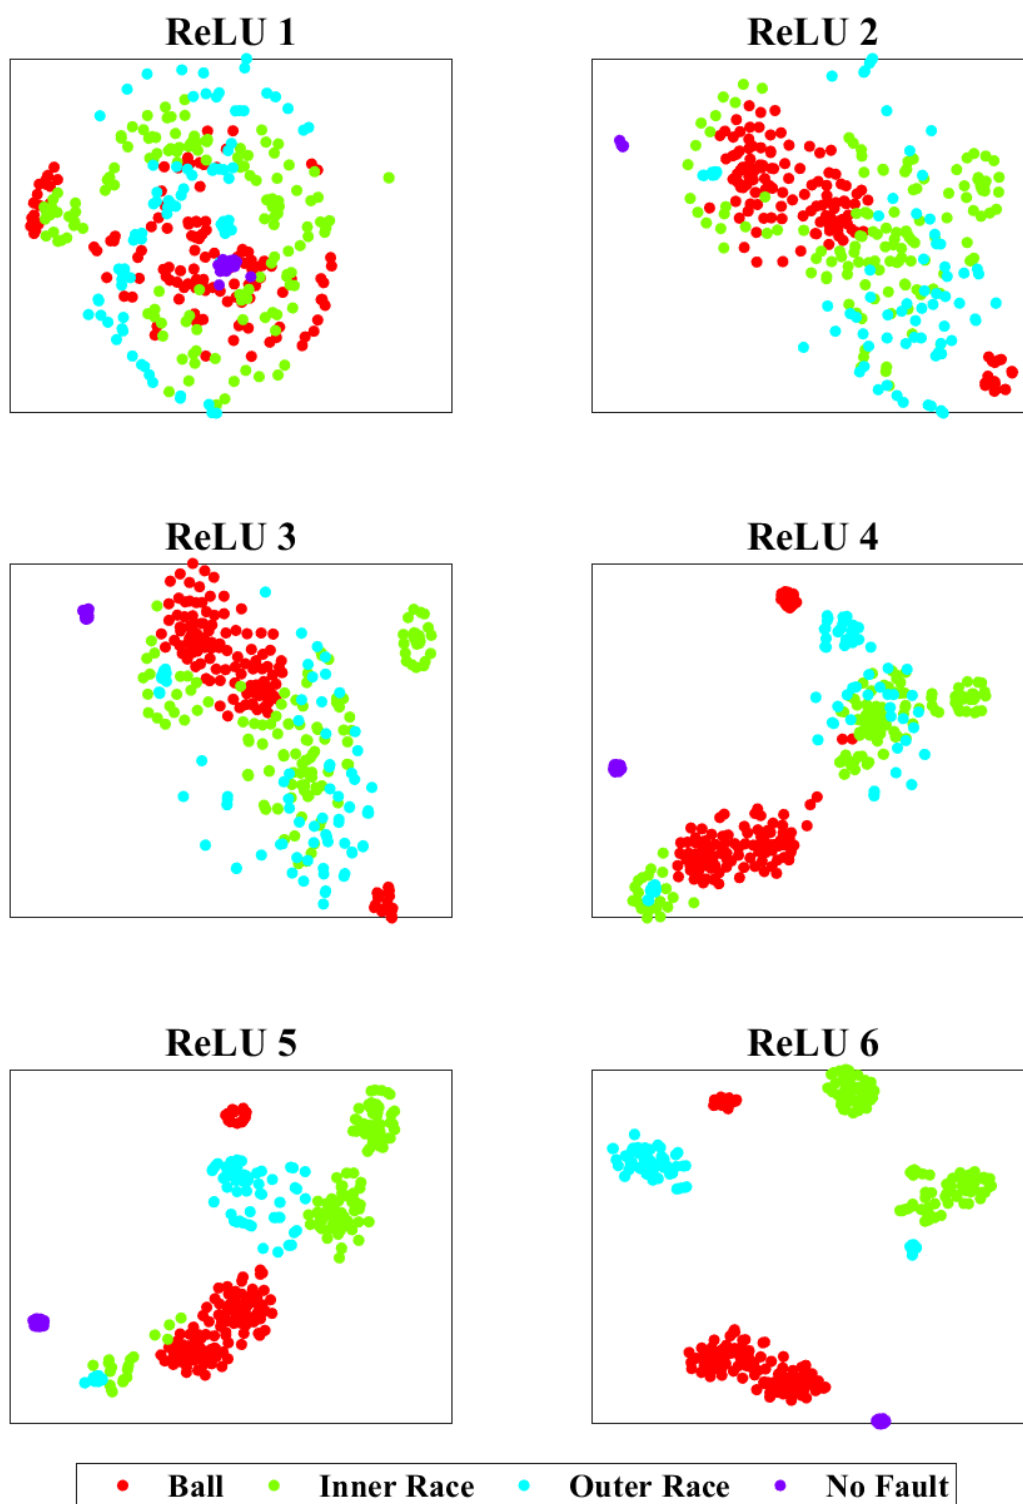 ReLU 1
ReLU 2
ReLU 3
ReLU 4
ReLU 5
ReLU 6
Ball Inner Race Outer Race No Fault